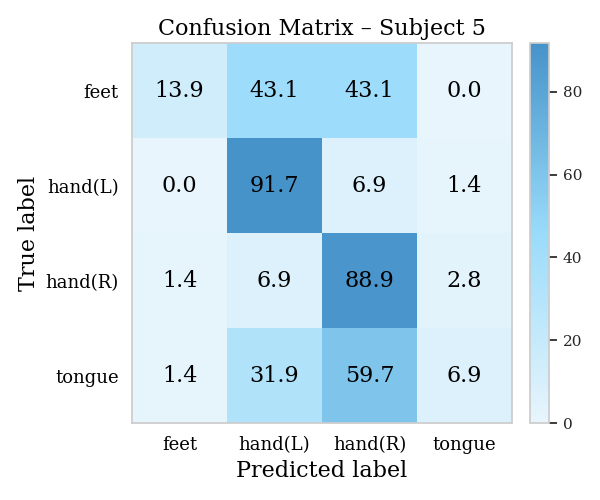 Confusion Matrix – Subject 5
True label
feet 13.9 43.1 43.1 0.0
hand(L) 0.0 91.7 6.9 1.4
hand(R) 1.4 6.9 88.9 2.8
tongue 1.4 31.9 59.7 6.9
feet hand(L) hand(R) tongue
Predicted label
80
60
40
20
0